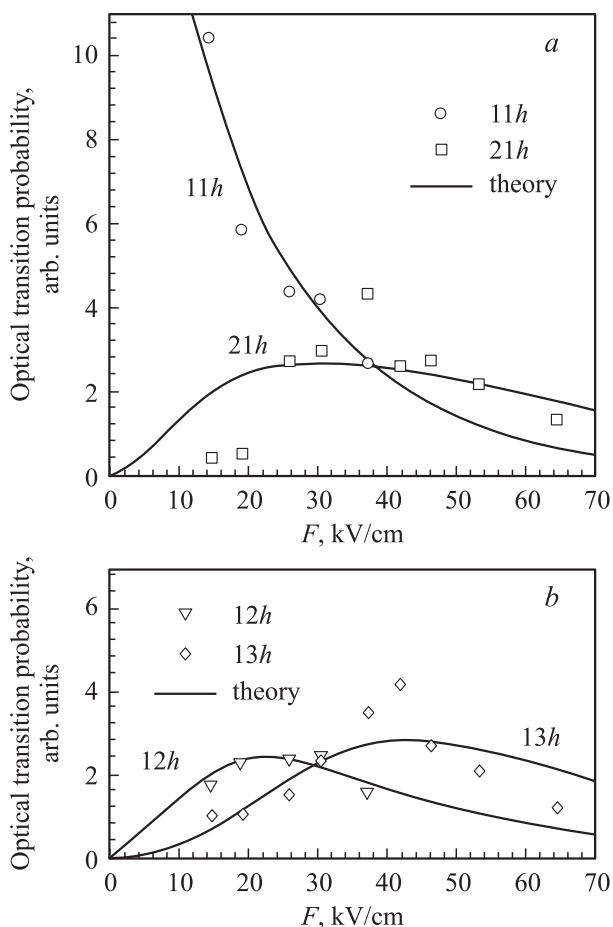 Optical transition probability,
arb. units
10
8
6
4
2
0
a
11h
21h
theory
11h
21h
0 10 20 30 40 50 60 70
F, kV/cm
Optical transition probability,
arb. units
6
4
2
0
b
12h
13h
theory
12h
13h
0 10 20 30 40 50 60 70
F, kV/cm